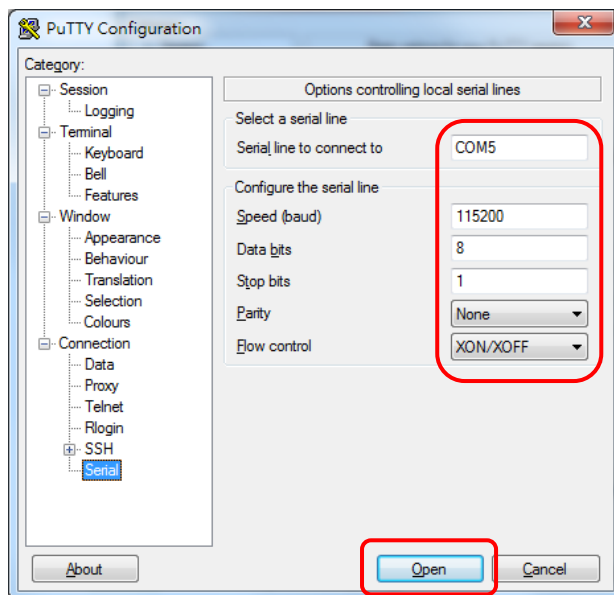 PuTTY Configuration
Category:
Session
Logging
Terminal
Keyboard
Bell
Features
Window
Appearance
Behaviour
Translation
Selection
Colours
Connection
Data
Proxy
Telnet
Rlogin
SSH
Serial
Options controlling local serial lines
Select a serial line
Serial line to connect to COM5
Configure the serial line
Speed (baud) 115200
Data bits 8
Stop bits 1
Parity None
Flow control XON/XOFF
About Open Cancel